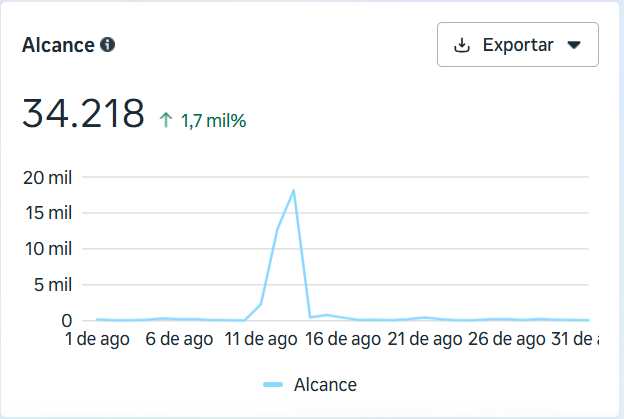 Alcance
Exportar
34.218 ↑ 1,7 mil%
20 mil
15 mil
10 mil
5 mil
0
1 de ago 6 de ago 11 de ago 16 de ago 21 de ago 26 de ago 31 de a
Alcance